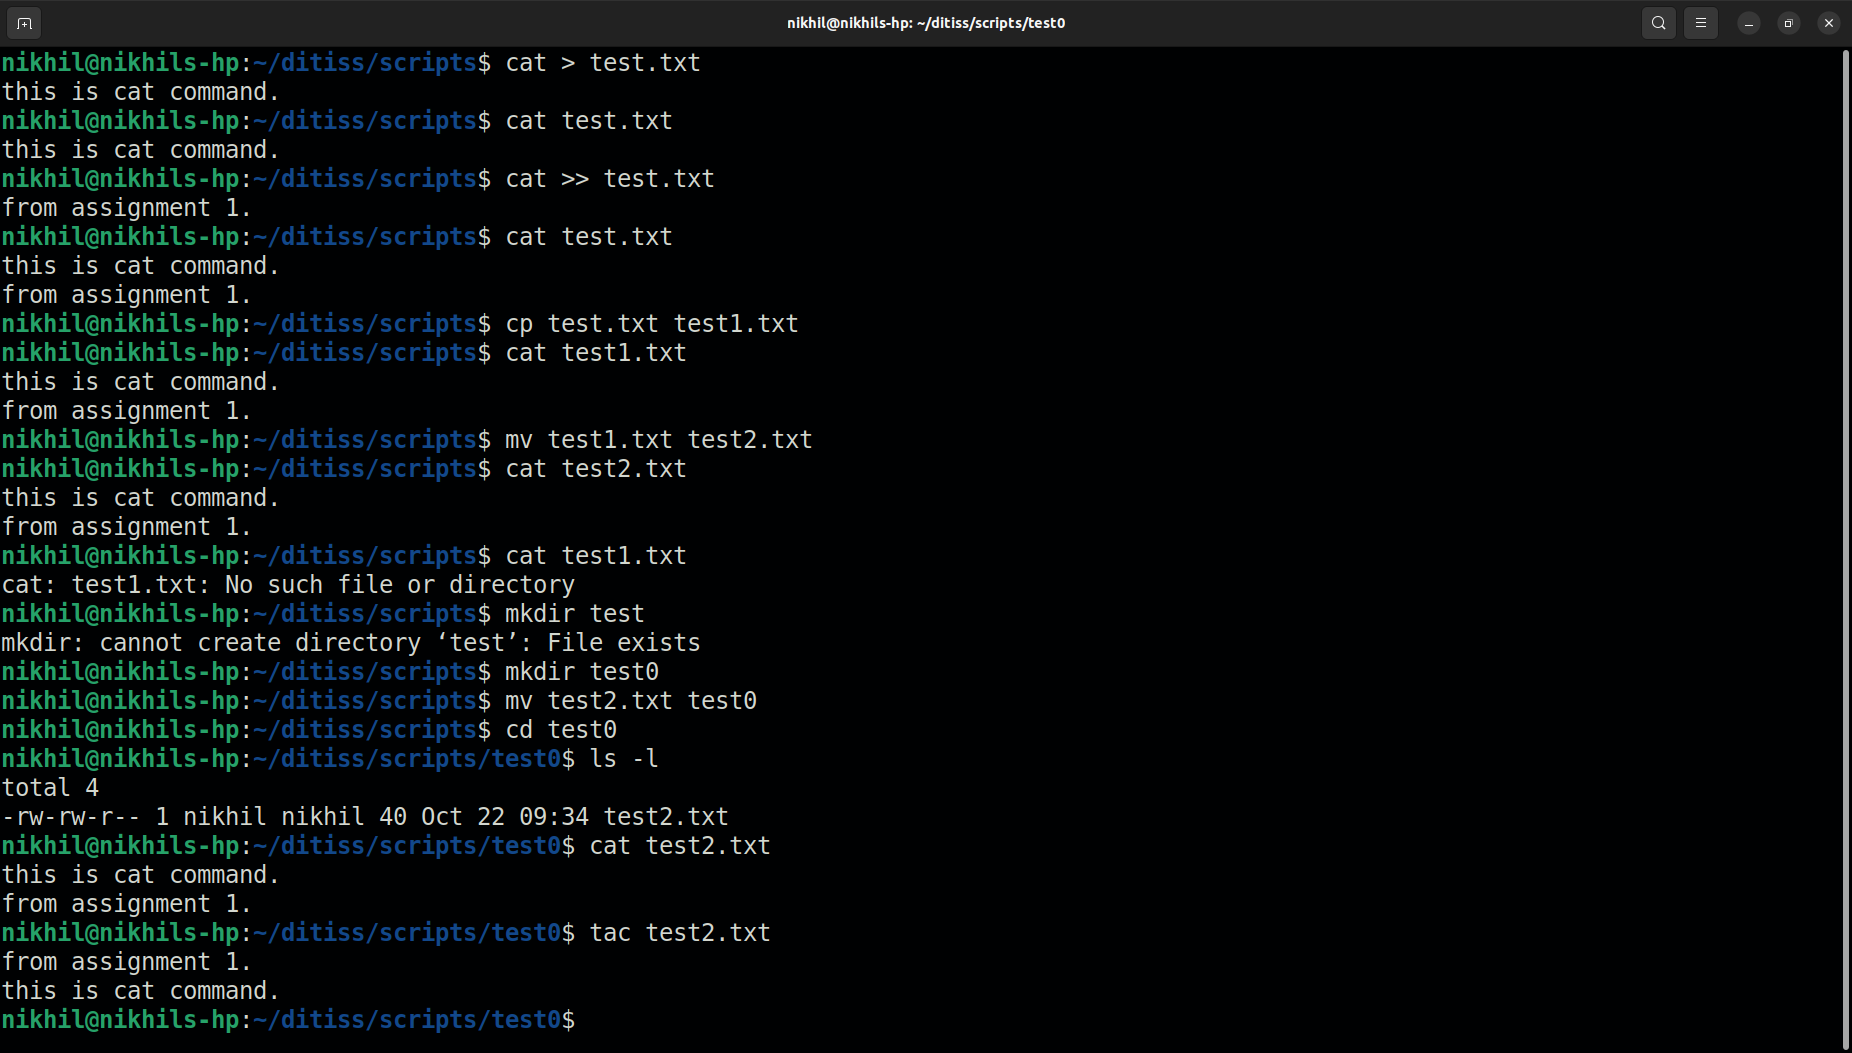 nikhil@nikhils-hp: ~/ditiss/scripts/test0
nikhil@nikhils-hp:~/ditiss/scripts$ cat > test.txt
this is cat command.
nikhil@nikhils-hp:~/ditiss/scripts$ cat test.txt
this is cat command.
nikhil@nikhils-hp:~/ditiss/scripts$ cat >> test.txt
from assignment 1.
nikhil@nikhils-hp:~/ditiss/scripts$ cat test.txt
this is cat command.
from assignment 1.
nikhil@nikhils-hp:~/ditiss/scripts$ cp test.txt test1.txt
nikhil@nikhils-hp:~/ditiss/scripts$ cat test1.txt
this is cat command.
from assignment 1.
nikhil@nikhils-hp:~/ditiss/scripts$ mv test1.txt test2.txt
nikhil@nikhils-hp:~/ditiss/scripts$ cat test2.txt
this is cat command.
from assignment 1.
nikhil@nikhils-hp:~/ditiss/scripts$ cat test1.txt
cat: test1.txt: No such file or directory
nikhil@nikhils-hp:~/ditiss/scripts$ mkdir test
mkdir: cannot create directory ‘test’: File exists
nikhil@nikhils-hp:~/ditiss/scripts$ mkdir test0
nikhil@nikhils-hp:~/ditiss/scripts$ mv test2.txt test0
nikhil@nikhils-hp:~/ditiss/scripts$ cd test0
nikhil@nikhils-hp:~/ditiss/scripts/test0$ ls -l
total 4
-rw-rw-r-- 1 nikhil nikhil 40 Oct 22 09:34 test2.txt
nikhil@nikhils-hp:~/ditiss/scripts/test0$ cat test2.txt
this is cat command.
from assignment 1.
nikhil@nikhils-hp:~/ditiss/scripts/test0$ tac test2.txt
from assignment 1.
this is cat command.
nikhil@nikhils-hp:~/ditiss/scripts/test0$